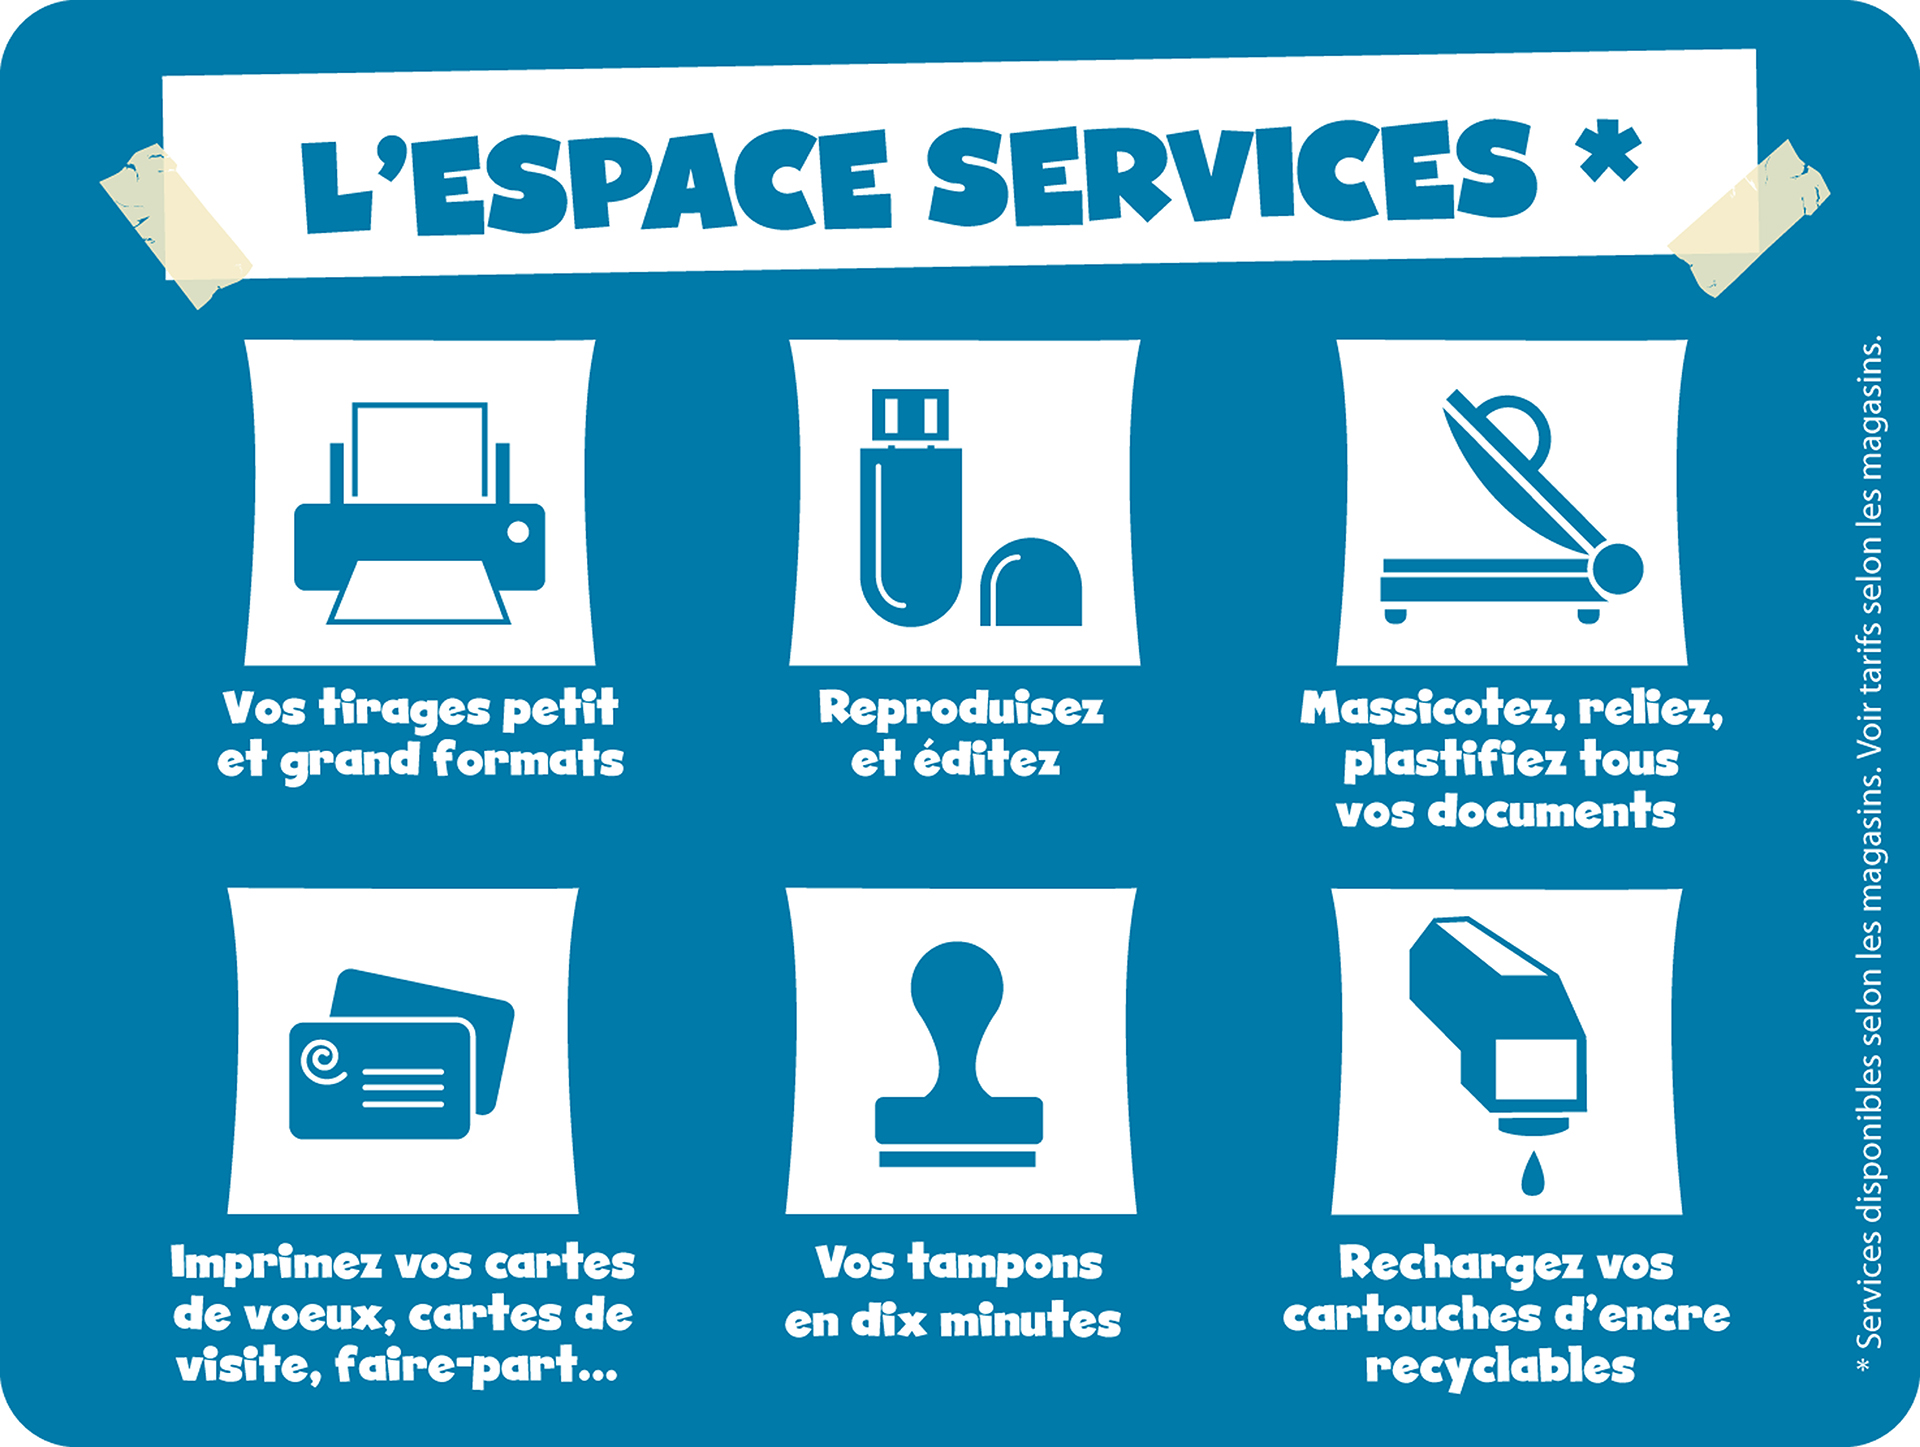 L'ESPACE SERVICES *
Vos tirages petit
et grand formats
Reproduisez
et éditez
Massicotez, reliez,
plastifiez tous
vos documents
Imprimez vos cartes
de voeux, cartes de
visite, faire-part...
Vos tampons
en dix minutes
Rechargez vos
cartouches d'encre
recyclables
* Services disponibles selon les magasins. Voir tarifs selon les magasins.